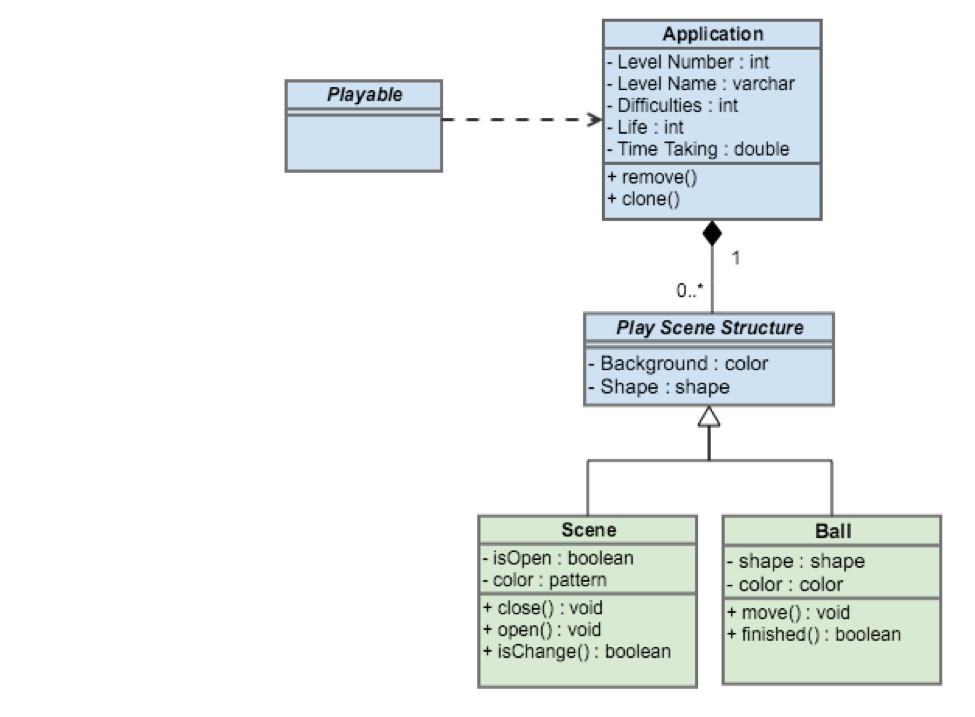 Application
- Level Number : int
- Level Name : varchar
- Difficulties : int
- Life : int
- Time Taking : double
+ remove()
+ clone()
Playable
1
0..*
Play Scene Structure
- Background : color
- Shape : shape
Scene
- isOpen : boolean
- color : pattern
+ close() : void
+ open() : void
+ isChange() : boolean
Ball
- shape : shape
- color : color
+ move() : void
+ finished() : boolean